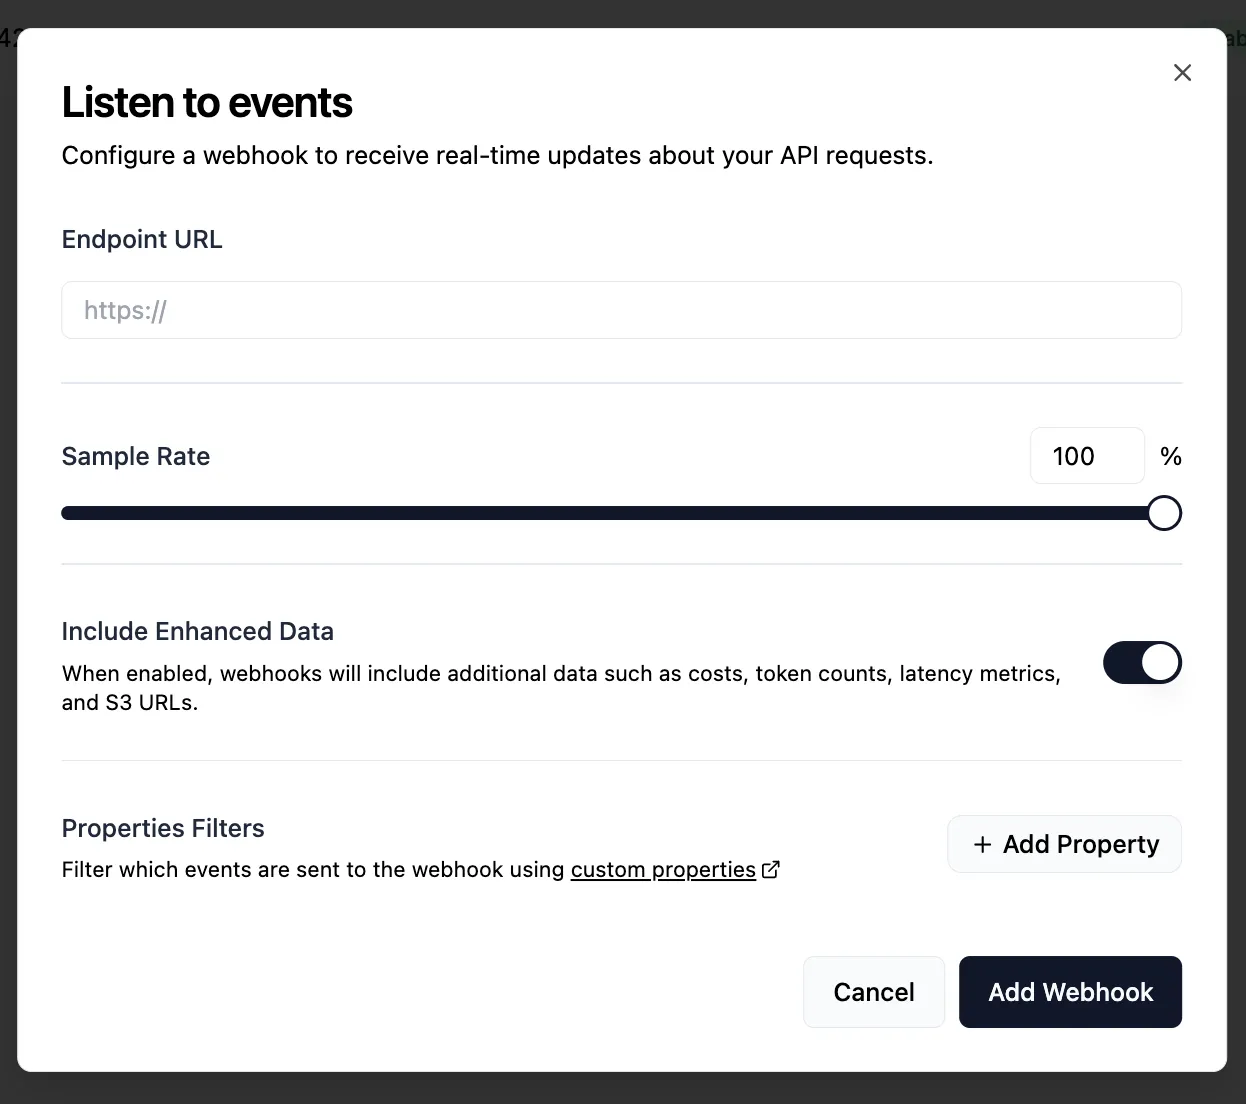 Listen to events
Configure a webhook to receive real-time updates about your API requests.
Endpoint URL
https://
Sample Rate
100 %
Include Enhanced Data
When enabled, webhooks will include additional data such as costs, token counts, latency metrics,
and S3 URLs.
Properties Filters
+ Add Property
Filter which events are sent to the webhook using custom properties
Cancel
Add Webhook